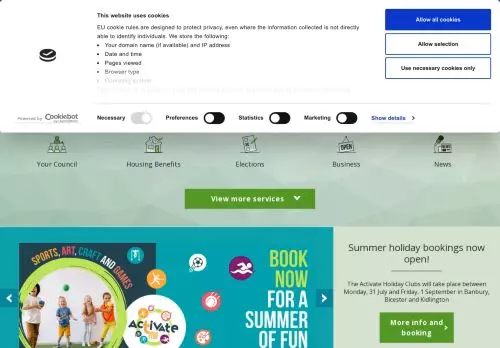 This website uses cookies
EU cookie rules are designed to protect privacy, even where the information collected is not directly
able to identify individuals. We store the following:
• Your domain name (if available) and IP address
• Date and time
• Pages viewed
• Browser type
• Operating system
Powered by Cookiebot
Necessary
Preferences
Statistics
Marketing
Show details
Allow all cookies
Allow selection
Use necessary cookies only
Your Council
Housing Benefits
Elections
OPEN
Business
News
View more services
SPORTS, ART, CRAFT AND GAMES
Activate
BOOK
NOW
FOR A
SUMMER
OF FUN
Summer holiday bookings now
open!
The Activate Holiday Clubs will take place between
Monday, 31 July and Friday, 1 September in Banbury,
Bicester and Kidlington
More info and
booking